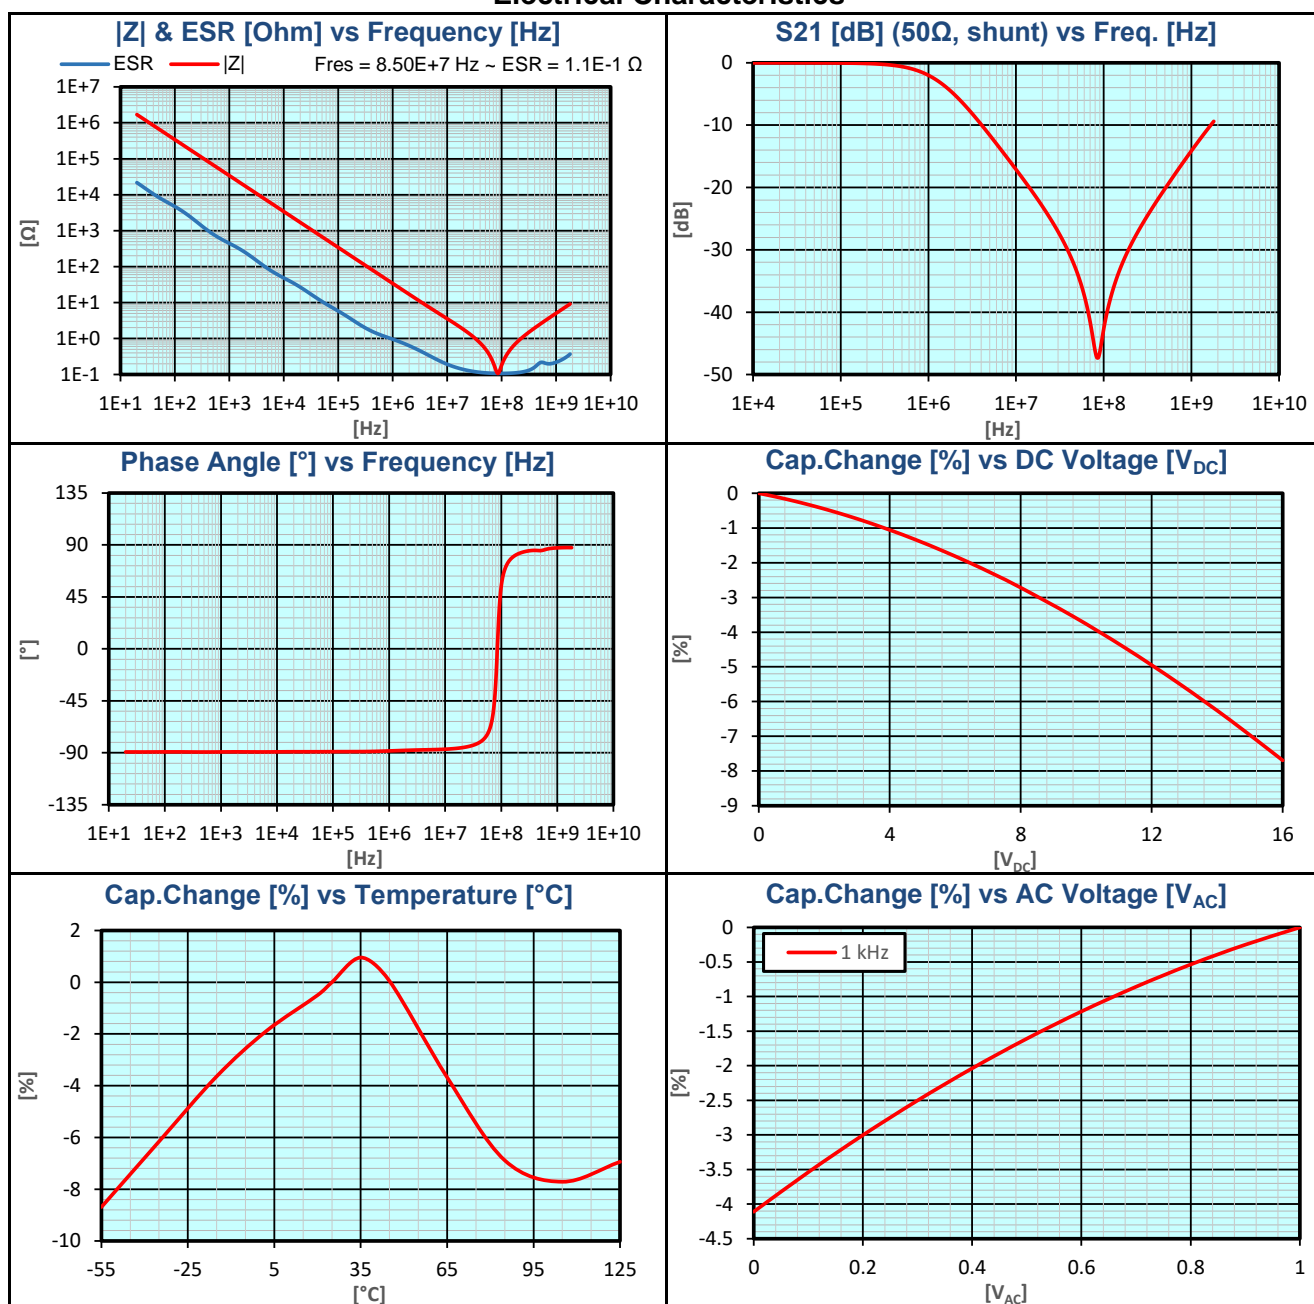 |Z| & ESR [Ohm] vs Frequency [Hz]
ESR |Z| Fres = 8.50E+7 Hz ~ ESR = 1.1E-1 Ω
1E+7
1E+6
1E+5
1E+4
1E+3
1E+2
1E+1
1E+0
1E-1
[Ω]
1E+1 1E+2 1E+3 1E+4 1E+5 1E+6 1E+7 1E+8 1E+9 1E+10
[Hz]
S21 [dB] (50Ω, shunt) vs Freq. [Hz]
0
-10
-20
-30
-40
-50
[dB]
1E+4 1E+5 1E+6 1E+7 1E+8 1E+9 1E+10
[Hz]
Phase Angle [°] vs Frequency [Hz]
135
90
45
0
-45
-90
-135
[°]
1E+1 1E+2 1E+3 1E+4 1E+5 1E+6 1E+7 1E+8 1E+9 1E+10
[Hz]
Cap.Change [%] vs DC Voltage [VDC]
0
-1
-2
-3
-4
-5
-6
-7
-8
-9
[%]
0 4 8 12 16
[VDC]
Cap.Change [%] vs Temperature [°C]
2
0
-2
-4
-6
-8
-10
[%]
-55 -25 5 35 65 95 125
[°C]
Cap.Change [%] vs AC Voltage [VAC]
1 kHz
0
-0.5
-1
-1.5
-2
-2.5
-3
-3.5
-4
-4.5
[%]
0 0.2 0.4 0.6 0.8 1
[VAC]